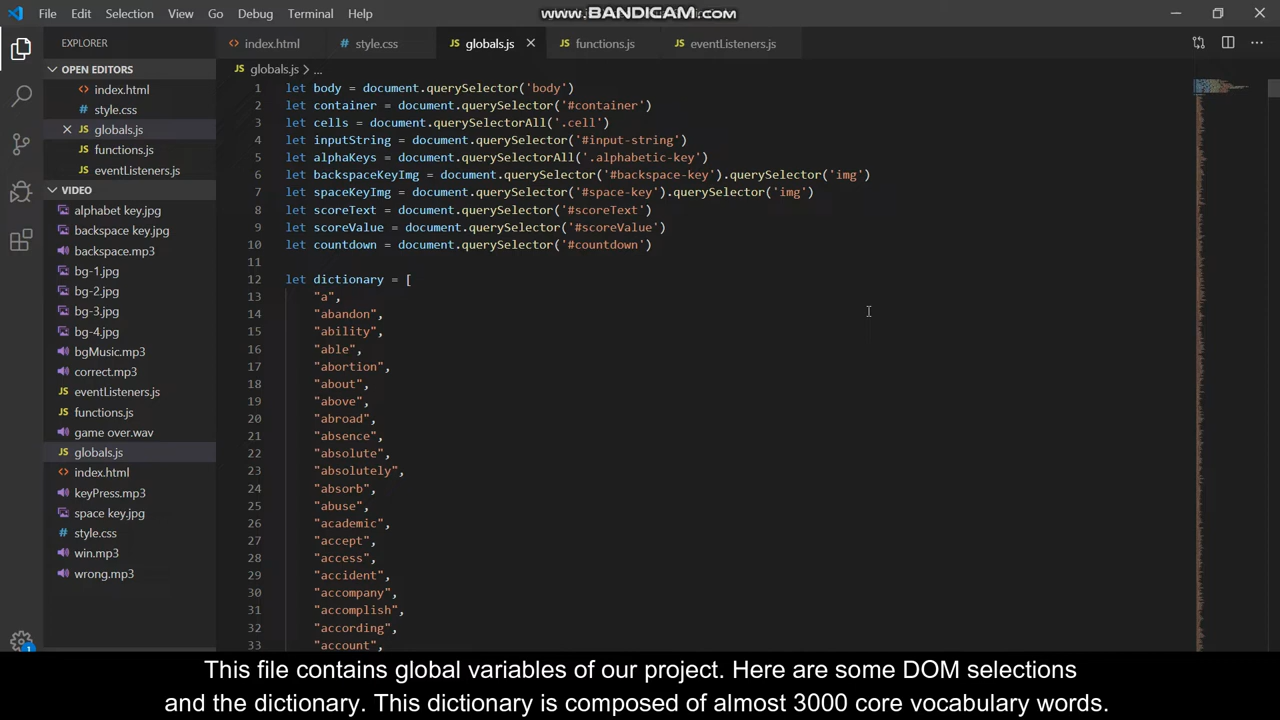 File Edit Selection View Go Debug Terminal Help
www.BANDICAM.com
EXPLORER
index.html
style.css
globals.js
functions.js
eventListeners.js
OPEN EDITORS
index.html
style.css
globals.js
functions.js
eventListeners.js
VIDEO
alphabet key.jpg
backspace key.jpg
backspace.mp3
bg-1.jpg
bg-2.jpg
bg-3.jpg
bg-4.jpg
bgMusic.mp3
correct.mp3
eventListeners.js
functions.js
game over.wav
globals.js
index.html
keyPress.mp3
space key.jpg
style.css
win.mp3
wrong.mp3
globals.js > ...
1 let body = document.querySelector('body')
2 let container = document.querySelector('#container')
3 let cells = document.querySelectorAll('.cell')
4 let inputString = document.querySelector('#input-string')
5 let alphaKeys = document.querySelectorAll('.alphabetic-key')
6 let backspaceKeyImg = document.querySelector('#backspace-key').querySelector('img')
7 let spaceKeyImg = document.querySelector('#space-key').querySelector('img')
8 let scoreText = document.querySelector('#scoreText')
9 let scoreValue = document.querySelector('#scoreValue')
10 let countdown = document.querySelector('#countdown')
11
12 let dictionary = [
13 "a",
14 "abandon",
15 "ability",
16 "able",
17 "abortion",
18 "about",
19 "above",
20 "abroad",
21 "absence",
22 "absolute",
23 "absolutely",
24 "absorb",
25 "abuse",
26 "academic",
27 "accept",
28 "access",
29 "accident",
30 "accompany",
31 "accomplish",
32 "according",
33 "account",
1
This file contains global variables of our project. Here are some DOM selections
and the dictionary. This dictionary is composed of almost 3000 core vocabulary words.